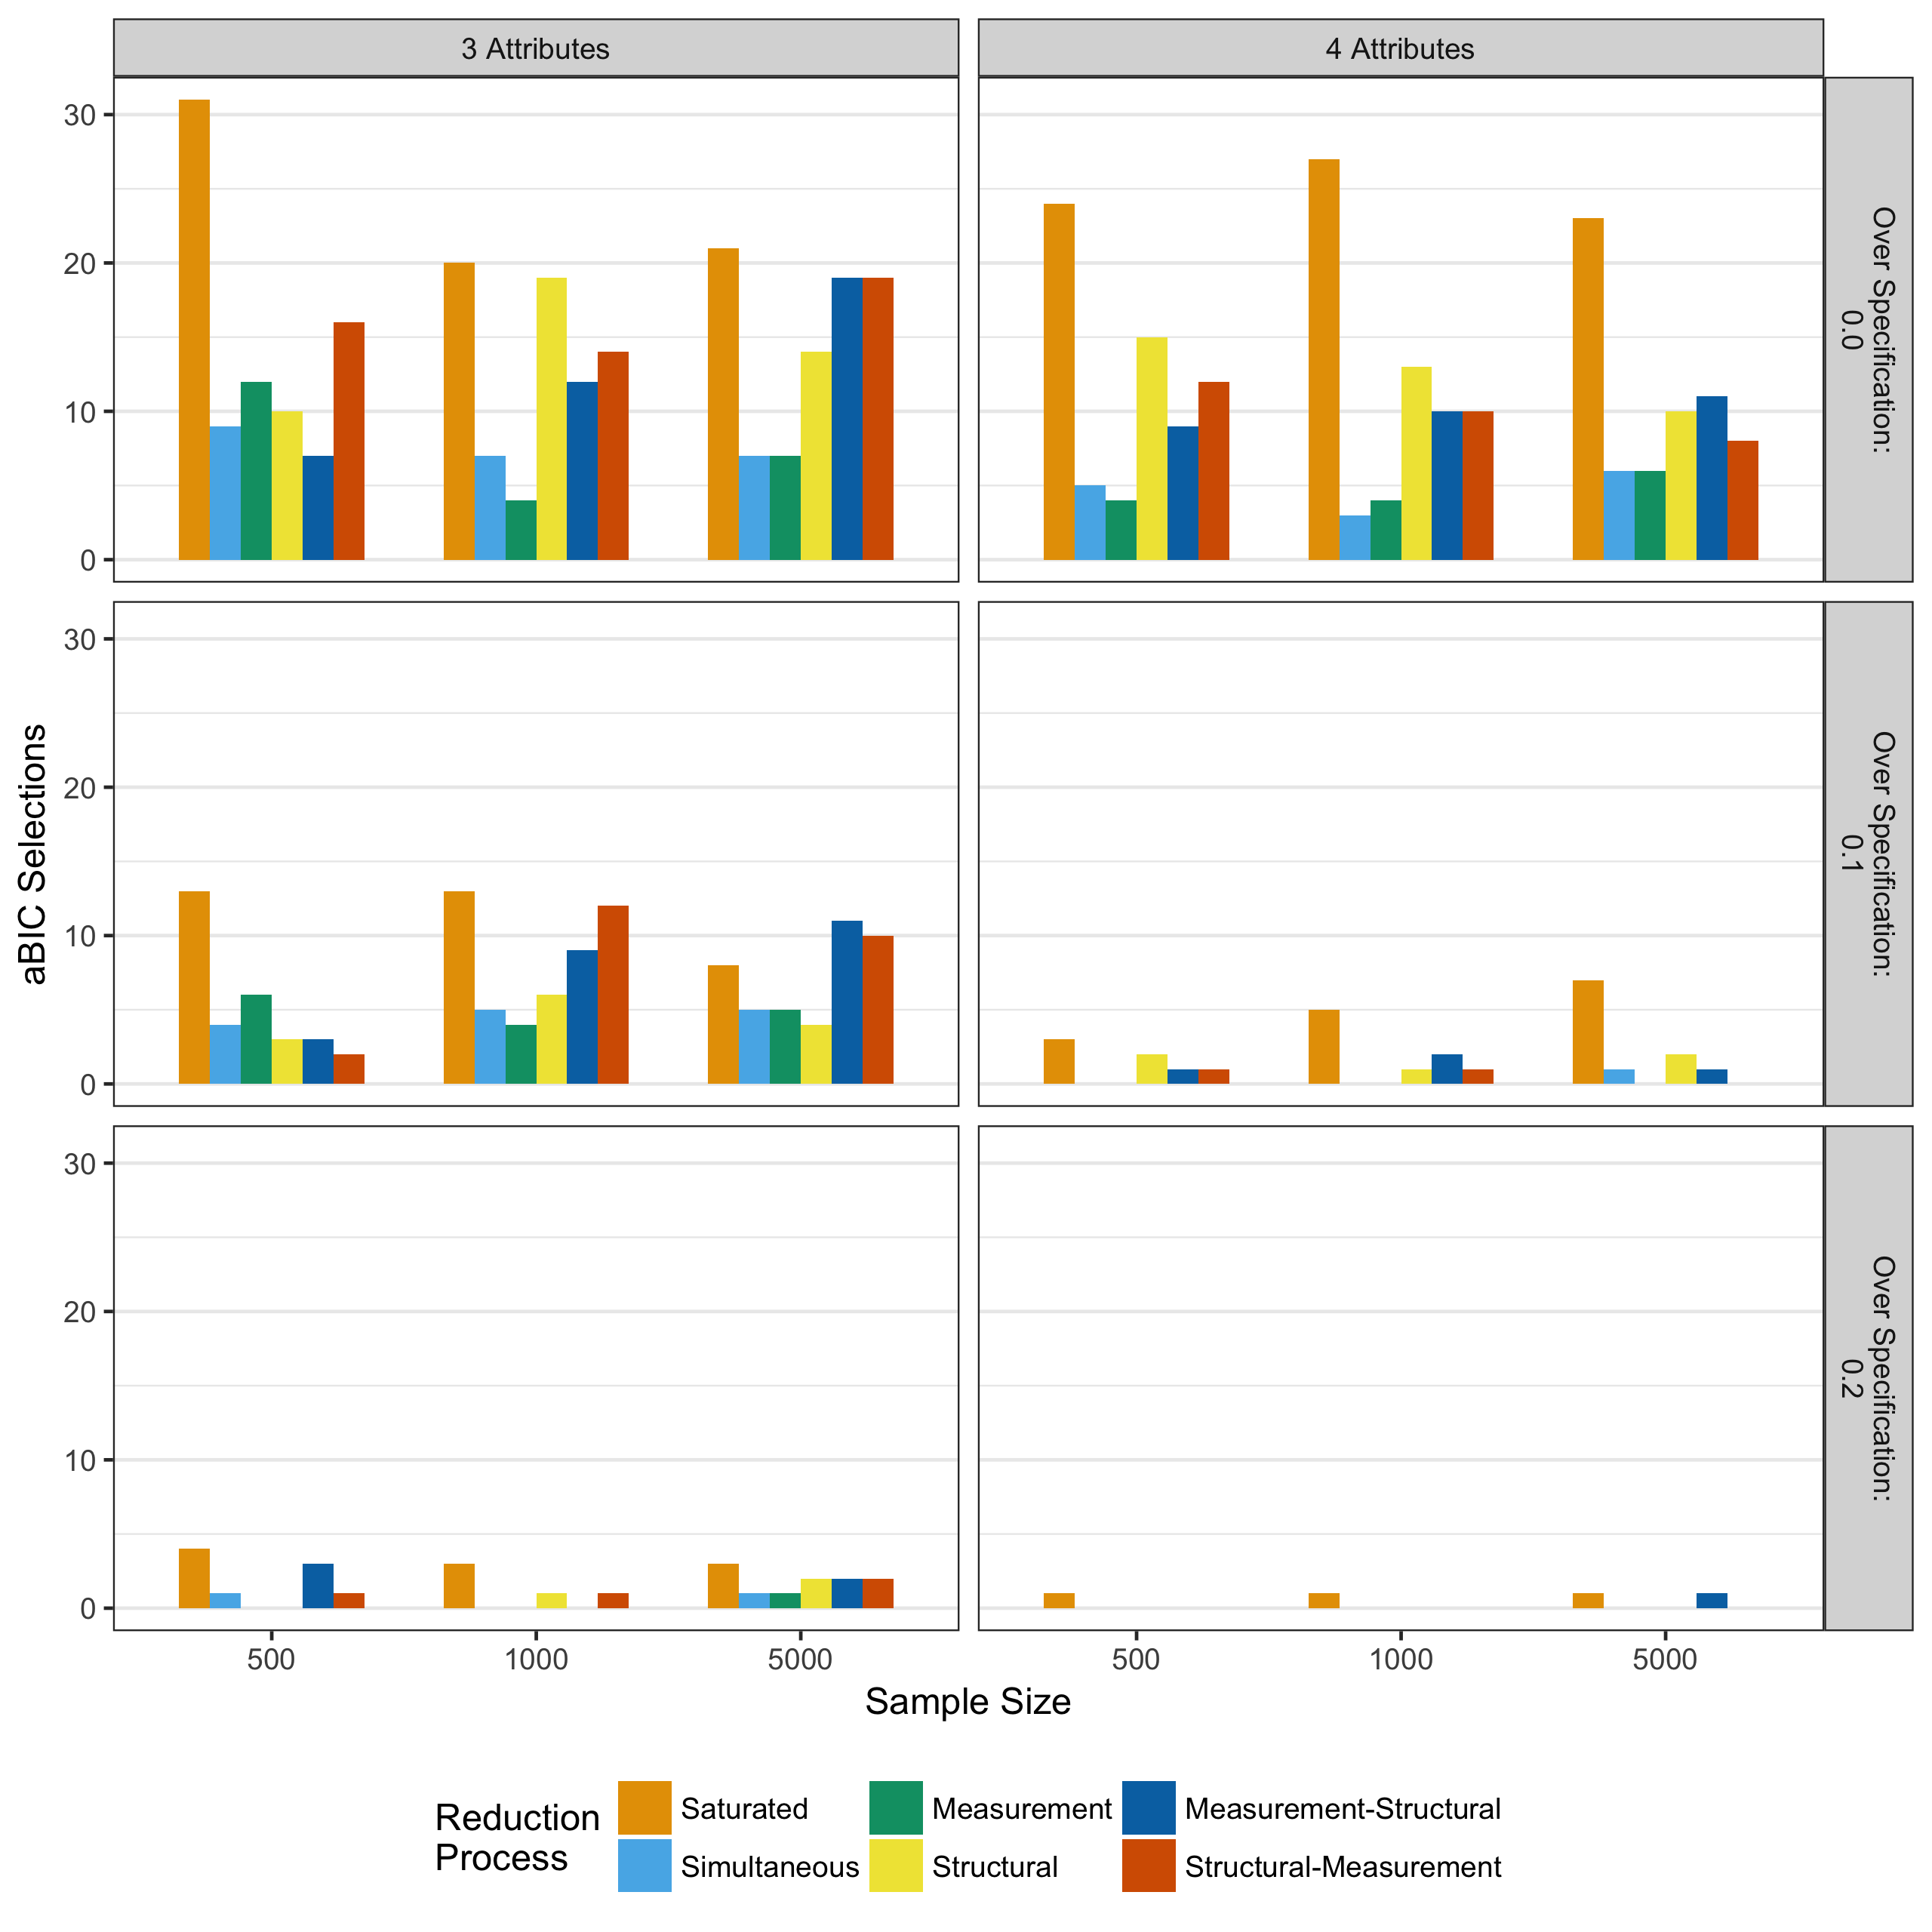 3 Attributes
4 Attributes
30
20
10
0
Over Specification:
0.0
aBIC Selections
30
20
10
0
Over Specification:
0.1
30
20
10
0
Over Specification:
0.2
500
1000
5000
500
1000
5000
Sample Size
Reduction
Process
Saturated
Measurement
Measurement-Structural
Simultaneous
Structural
Structural-Measurement